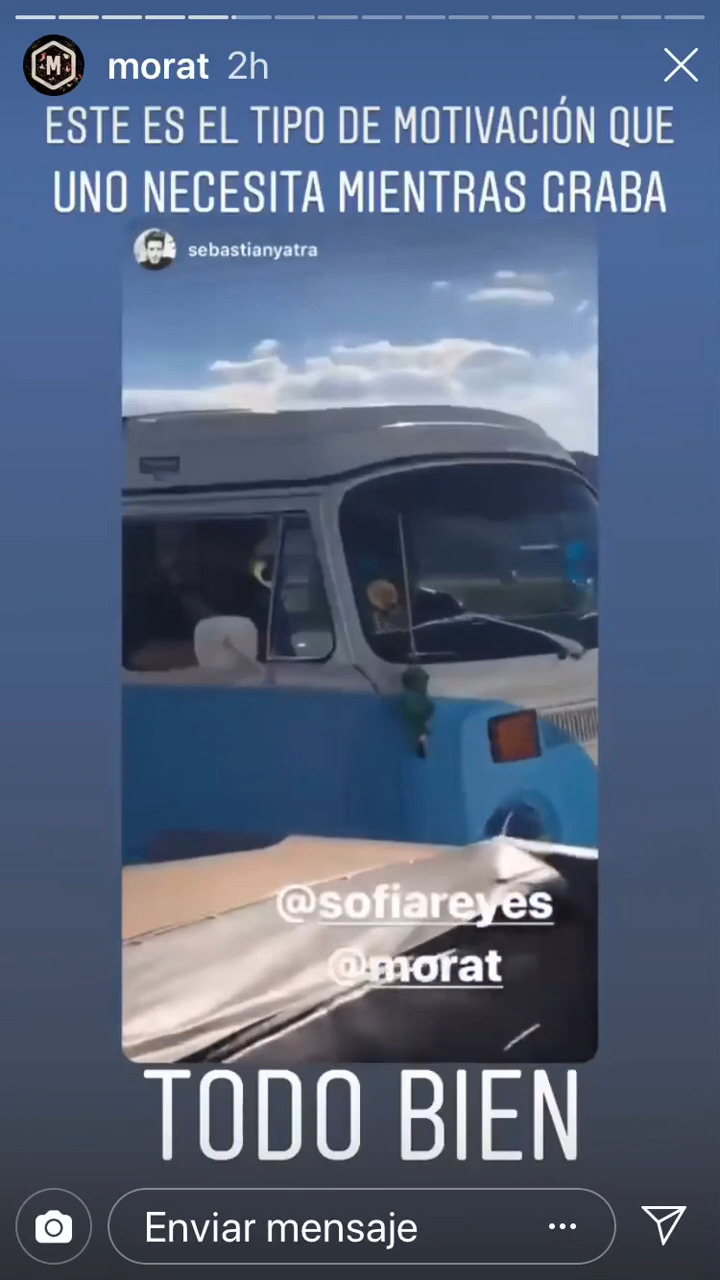 M
morat 2h
ESTE ES EL TIPO DE MOTIVACIÓN QUE
UNO NECESITA MIENTRAS GRABA
sebastianyatra
@sofiareyes
@morat
TODO BIEN
Enviar mensaje